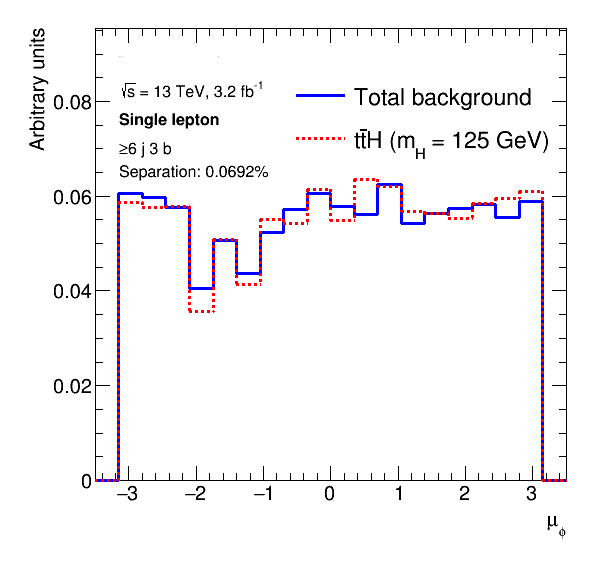 Arbitrary units
√s = 13 TeV, 3.2 fb⁻¹
Single lepton
≥6 j 3 b
Separation: 0.0692%
Total background
tt̄H (m_H = 125 GeV)
0.08
0.06
0.04
0.02
0
−3 −2 −1 0 1 2 3
μ_ϕ